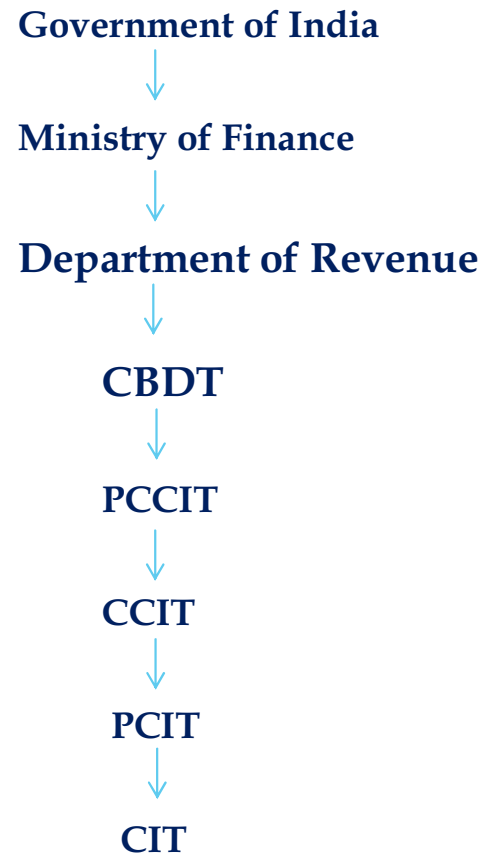 Government of India
Ministry of Finance
Department of Revenue
CBDT
PCCIT
CCIT
PCIT
CIT